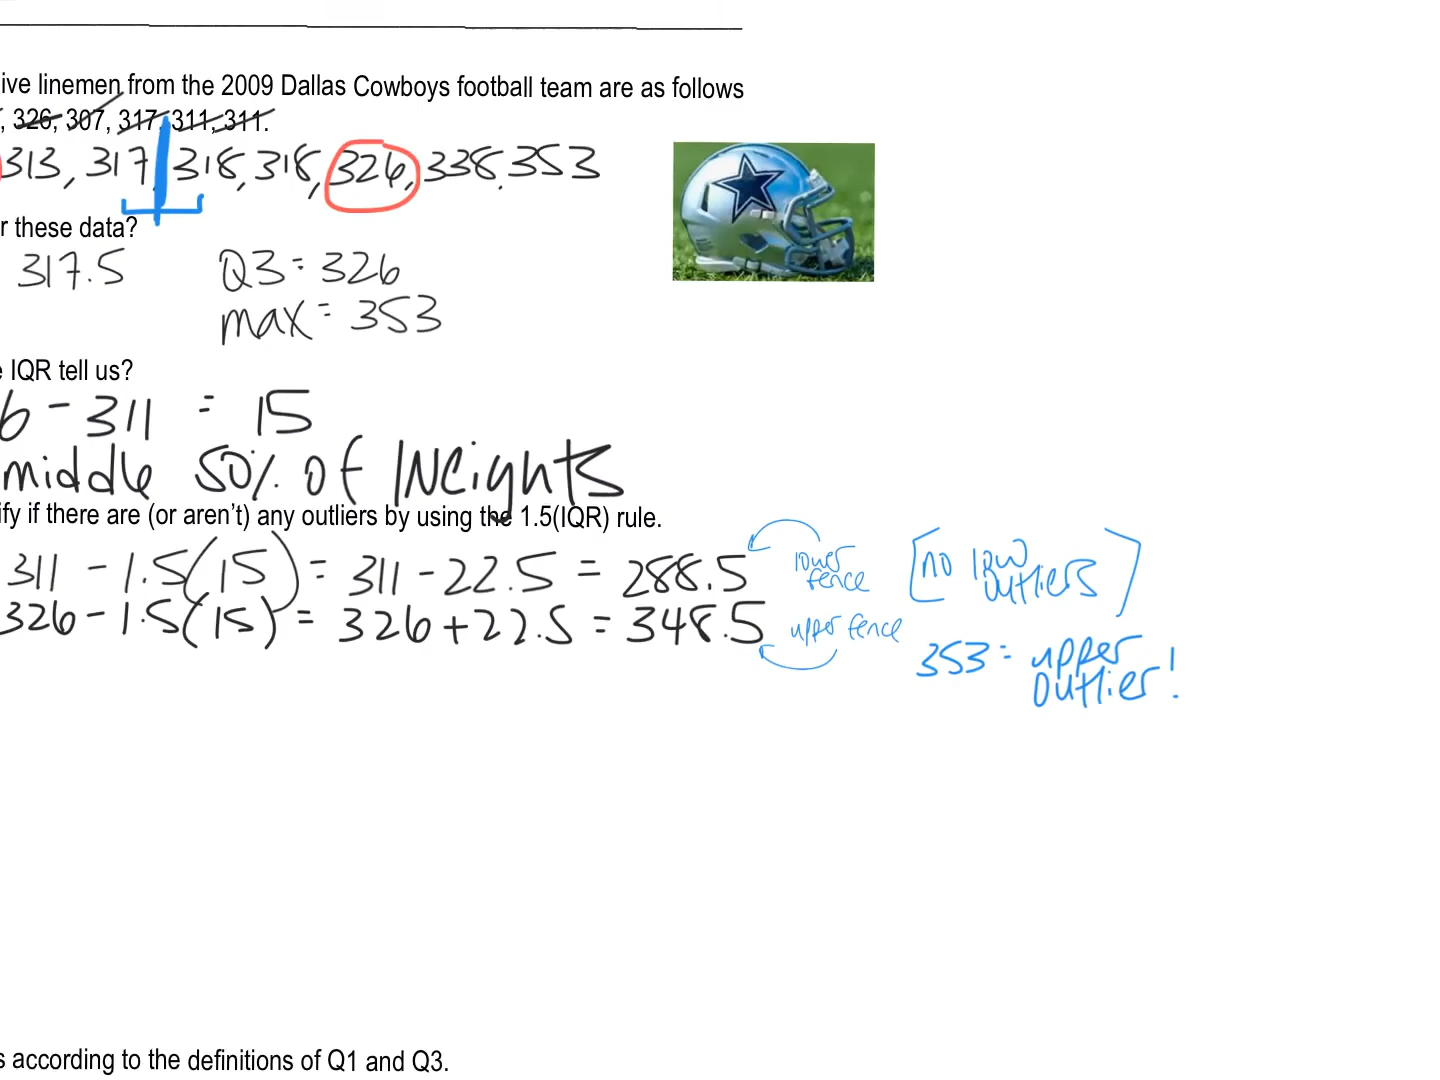 ive linemen from the 2009 Dallas Cowboys football team are as follows
, 326, 307, 317, 311, 311.
313, 317, 318, 318, 326, 338, 353
r these data?
317.5 Q3 = 326
max = 353
e IQR tell us?
6 - 311 = 15
middle 50% of Weights
ify if there are (or aren't) any outliers by using the 1.5(IQR) rule.
311 - 1.5(15) = 311 - 22.5 = 288.5 lower fence [no low outliers]
326 - 1.5(15) = 326 + 22.5 = 348.5 upper fence
353 = upper outlier!
s according to the definitions of Q1 and Q3.